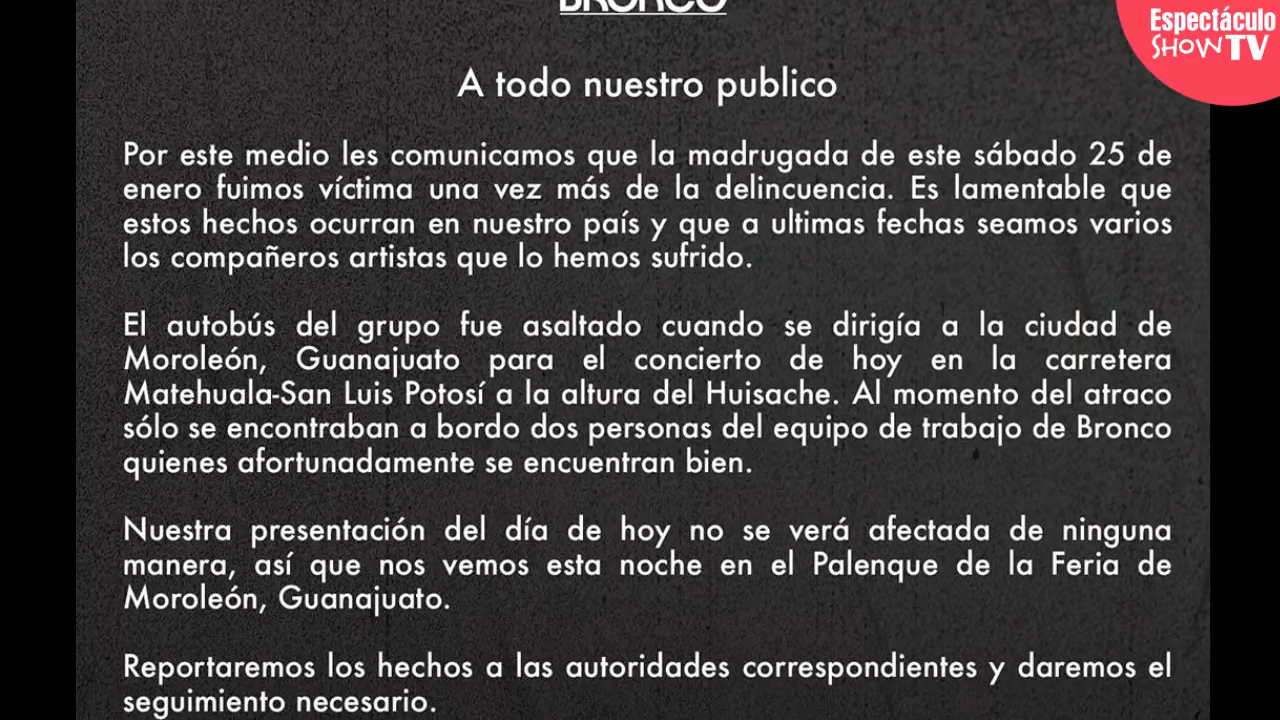 BRONCO
Espectáculo
SHOW TV
A todo nuestro publico
Por este medio les comunicamos que la madrugada de este sábado 25 de
enero fuimos víctima una vez más de la delincuencia. Es lamentable que
estos hechos ocurran en nuestro país y que a ultimas fechas seamos varios
los compañeros artistas que lo hemos sufrido.
El autobús del grupo fue asaltado cuando se dirigía a la ciudad de
Moroleón, Guanajuato para el concierto de hoy en la carretera
Matehuala-San Luis Potosí a la altura del Huisache. Al momento del atraco
sólo se encontraban a bordo dos personas del equipo de trabajo de Bronco
quienes afortunadamente se encuentran bien.
Nuestra presentación del día de hoy no se verá afectada de ninguna
manera, así que nos vemos esta noche en el Palenque de la Feria de
Moroleón, Guanajuato.
Reportaremos los hechos a las autoridades correspondientes y daremos el
seguimiento necesario.